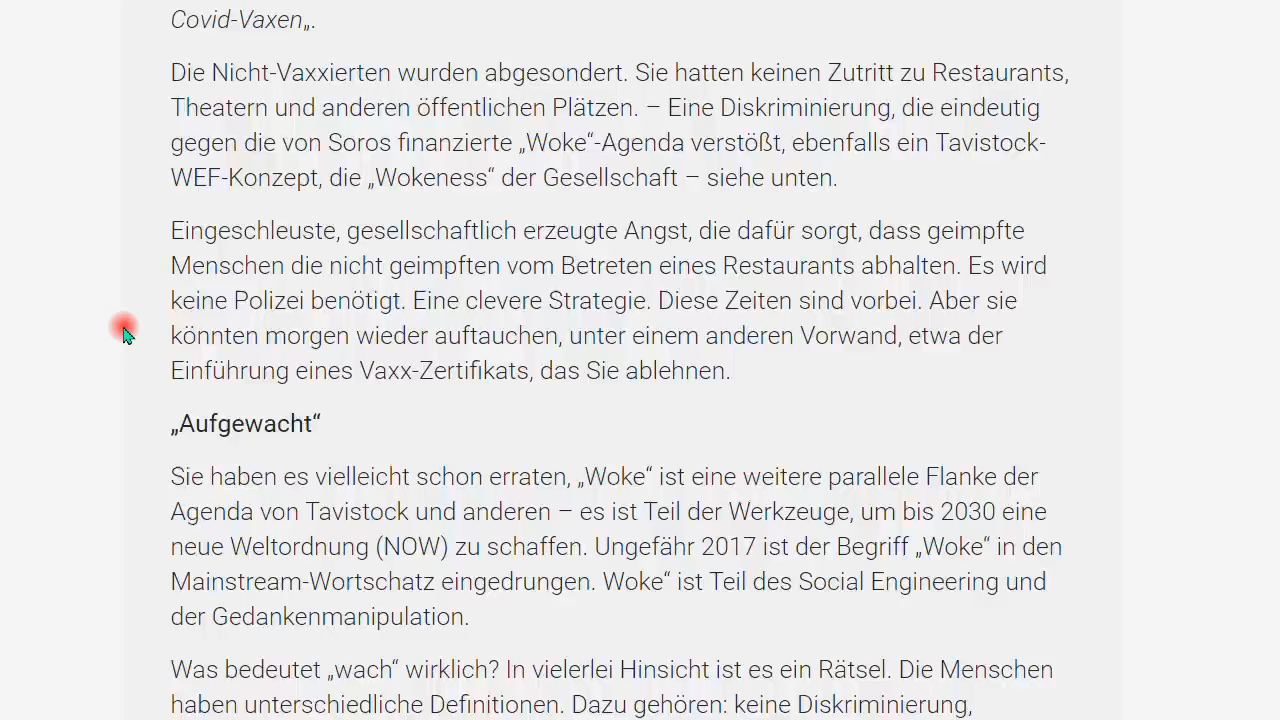 Covid-Vaxen„.
Die Nicht-Vaxxierten wurden abgesondert. Sie hatten keinen Zutritt zu Restaurants,
Theatern und anderen öffentlichen Plätzen. – Eine Diskriminierung, die eindeutig
gegen die von Soros finanzierte „Woke“-Agenda verstößt, ebenfalls ein Tavistock-
WEF-Konzept, die „Wokeness“ der Gesellschaft – siehe unten.
Eingeschleuste, gesellschaftlich erzeugte Angst, die dafür sorgt, dass geimpfte
Menschen die nicht geimpften vom Betreten eines Restaurants abhalten. Es wird
keine Polizei benötigt. Eine clevere Strategie. Diese Zeiten sind vorbei. Aber sie
könnten morgen wieder auftauchen, unter einem anderen Vorwand, etwa der
Einführung eines Vaxx-Zertifikats, das Sie ablehnen.
„Aufgewacht“
Sie haben es vielleicht schon erraten, „Woke“ ist eine weitere parallele Flanke der
Agenda von Tavistock und anderen – es ist Teil der Werkzeuge, um bis 2030 eine
neue Weltordnung (NOW) zu schaffen. Ungefähr 2017 ist der Begriff „Woke“ in den
Mainstream-Wortschatz eingedrungen. Woke“ ist Teil des Social Engineering und
der Gedankenmanipulation.
Was bedeutet „wach“ wirklich? In vielerlei Hinsicht ist es ein Rätsel. Die Menschen
haben unterschiedliche Definitionen. Dazu gehören: keine Diskriminierung,